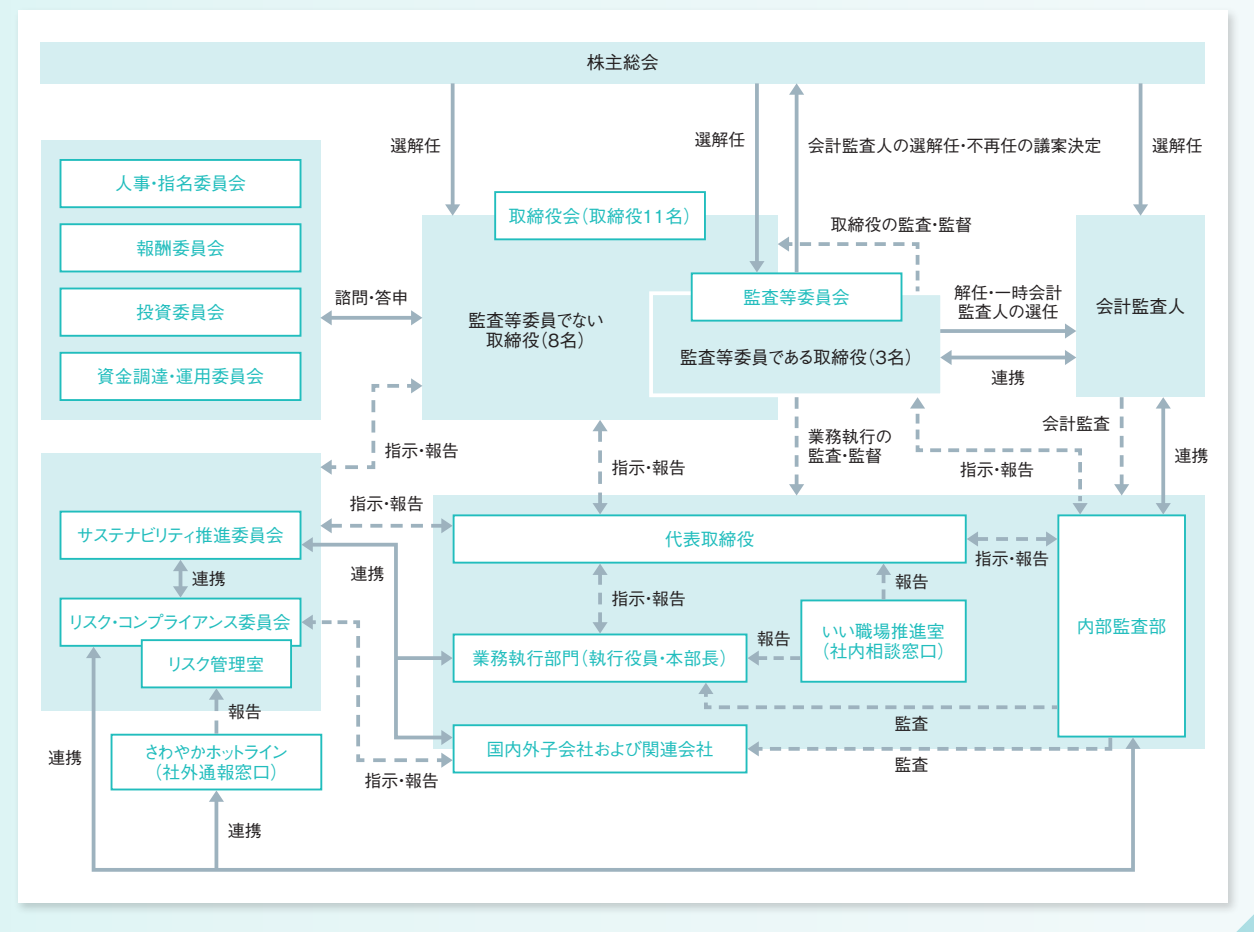 株主総会
選解任
選解任
会計監査人の選解任・不再任の議案決定
選解任
人事・指名委員会
報酬委員会
投資委員会
資金調達・運用委員会
諮問・答申
取締役会(取締役11名)
監査等委員でない
取締役(8名)
取締役の監査・監督
監査等委員会
監査等委員である取締役(3名)
解任・一時会計
監査人の選任
連携
会計監査人
指示・報告
指示・報告
業務執行の
監査・監督
指示・報告
会計監査
連携
サステナビリティ推進委員会
連携
リスク・コンプライアンス委員会
リスク管理室
報告
さわやかホットライン
(社外通報窓口)
連携
連携
指示・報告
連携
指示・報告
代表取締役
指示・報告
指示・報告
報告
業務執行部門(執行役員・本部長)
報告
いい職場推進室
(社内相談窓口)
内部監査部
監査
国内外子会社および関連会社
監査